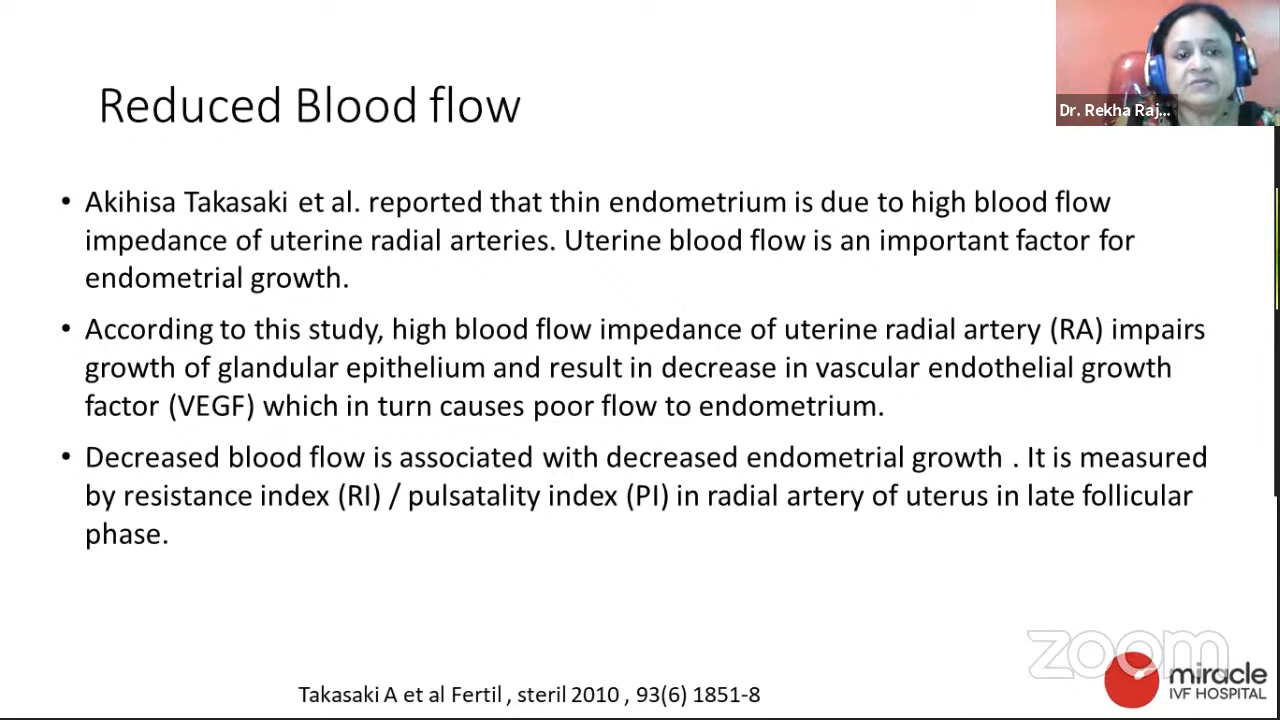 Dr. Rekha Raj...
Reduced Blood flow
• Akihisa Takasaki et al. reported that thin endometrium is due to high blood flow
impedance of uterine radial arteries. Uterine blood flow is an important factor for
endometrial growth.
• According to this study, high blood flow impedance of uterine radial artery (RA) impairs
growth of glandular epithelium and result in decrease in vascular endothelial growth
factor (VEGF) which in turn causes poor flow to endometrium.
• Decreased blood flow is associated with decreased endometrial growth . It is measured
by resistance index (RI) / pulsatality index (PI) in radial artery of uterus in late follicular
phase.
zoom
miracle
IVF HOSPITAL
Takasaki A et al Fertil , steril 2010 , 93(6) 1851-8